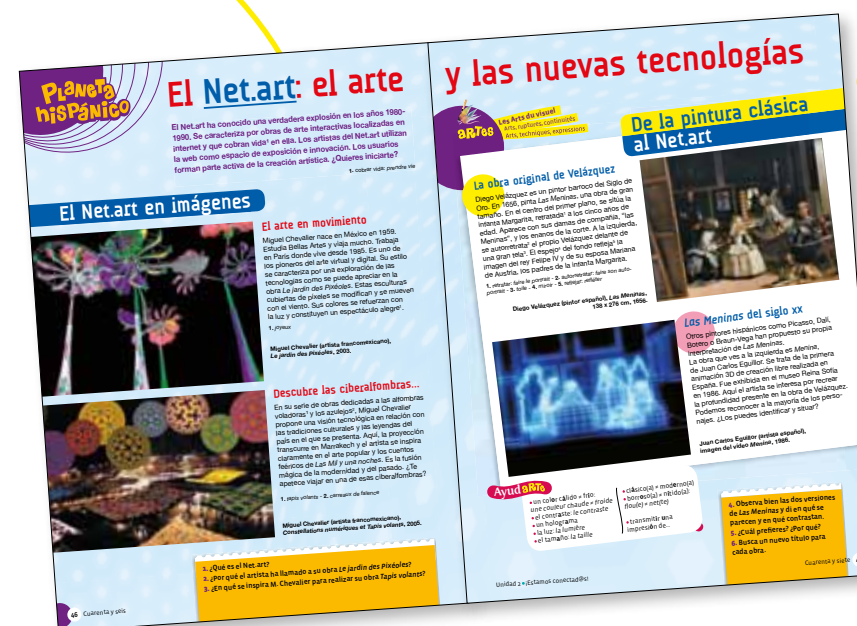 PLANETA
hispánico
El Net.art: el arte
El Net.art ha conocido una verdadera explosión en los años 1980-
1990. Se caracteriza por obras de arte interactivas localizadas en
internet y que cobran vida¹ en ella. Los artistas del Net.art utilizan
la web como espacio de exposición e innovación. Los usuarios
forman parte activa de la creación artística. ¿Quieres iniciarte?
1. cobrar vida: prendre vie
El Net.art en imágenes
El arte en movimiento
Miguel Chevalier nace en México en 1959.
Estudia Bellas Artes y viaja mucho. Trabaja
en París donde vive desde 1985. Es uno de
los pioneros del arte virtual y digital. Su estilo
se caracteriza por una exploración de las
tecnologías como se puede apreciar en la
obra Le jardin des Pixéoles. Estas esculturas
cubiertas de píxeles se modifican y se mueven
con el viento. Sus colores se refuerzan con
la luz y constituyen un espectáculo alegre¹.
1. joyeux
Miguel Chevalier (artista francomexicano),
Le jardin des Pixéoles, 2003.
Descubre las ciberalfombras...
En su serie de obras dedicadas a las alfombras
voladoras¹ y los azulejos², Miguel Chevalier
propone una visión tecnológica en relación con
las tradiciones culturales y las leyendas del
país en el que se presenta. Aquí, la proyección
transcurre en Marrakech y el artista se inspira
claramente en el arte popular y los cuentos
feéricos de Las Mil y una noches. Es la fusión
mágica de la modernidad y del pasado. ¿Te
apetece viajar en una de esas ciberalfombras?
1. tapis volants - 2. carreaux de faïence
Miguel Chevalier (artista francomexicano),
Constellations numériques et Tapis volants, 2005.
1. ¿Qué es el Net.art?
2. ¿Por qué el artista ha llamado a su obra Le jardin des Pixéoles?
3. ¿En qué se inspira M. Chevalier para realizar su obra Tapis volants?
46 Cuarenta y seis
y las nuevas tecnologías
ARTes
Les Arts du visuel
Arts, ruptures, continuités
Arts, techniques, expressions
De la pintura clásica
al Net.art
La obra original de Velázquez
Diego Velázquez es un pintor barroco del Siglo de
Oro. En 1656, pinta Las Meninas, una obra de gran
tamaño. En el centro del primer plano, se sitúa la
infanta Margarita, retratada¹ a los cinco años de
edad. Aparece con sus damas de compañía, "las
Meninas", y los enanos de la corte. A la izquierda,
se autorretrata² el propio Velázquez delante de
una gran tela³. El espejo⁴ del fondo refleja⁵ la
imagen del rey Felipe IV y de su esposa Mariana
de Austria, los padres de la infanta Margarita.
1. retratar: faire le portrait - 2. autorretratar: faire son auto-
portrait - 3. toile - 4. miroir - 5. reflejar: refléter
Diego Velázquez (pintor español), Las Meninas,
138 x 276 cm, 1656.
Las Meninas del siglo XX
Otros pintores hispánicos como Picasso, Dalí,
Botero o Braun-Vega han propuesto su propia
interpretación de Las Meninas.
La obra que ves a la izquierda es Menina,
de Juan Carlos Eguillor. Se trata de la primera
animación 3D de creación libre realizada en
España. Fue exhibida en el museo Reina Sofía
en 1986. Aquí el artista se interesa por recrear
la profundidad presente en la obra de Velázquez.
Podemos reconocer a la mayoría de los perso-
najes. ¿Los puedes identificar y situar?
Juan Carlos Eguillor (artista español),
imagen del vídeo Menina, 1986.
Ayud ARTe
• un color cálido ≠ frío:
une couleur chaude ≠ froide
• el contraste: le contraste
• un holograma
• la luz: la lumière
• el tamaño: la taille
• clásico(a) ≠ moderno(a)
• borroso(a) ≠ nítido(a):
flou(e) ≠ net(te)
• transmitir una
impresión de...
4. Observa bien las dos versiones
de Las Meninas y di en qué se
parecen y en qué contrastan.
5. ¿Cuál prefieres? ¿Por qué?
6. Busca un nuevo título para
cada obra.
Unidad 2 • ¡Estamos conectad@s!
Cuarenta y siete